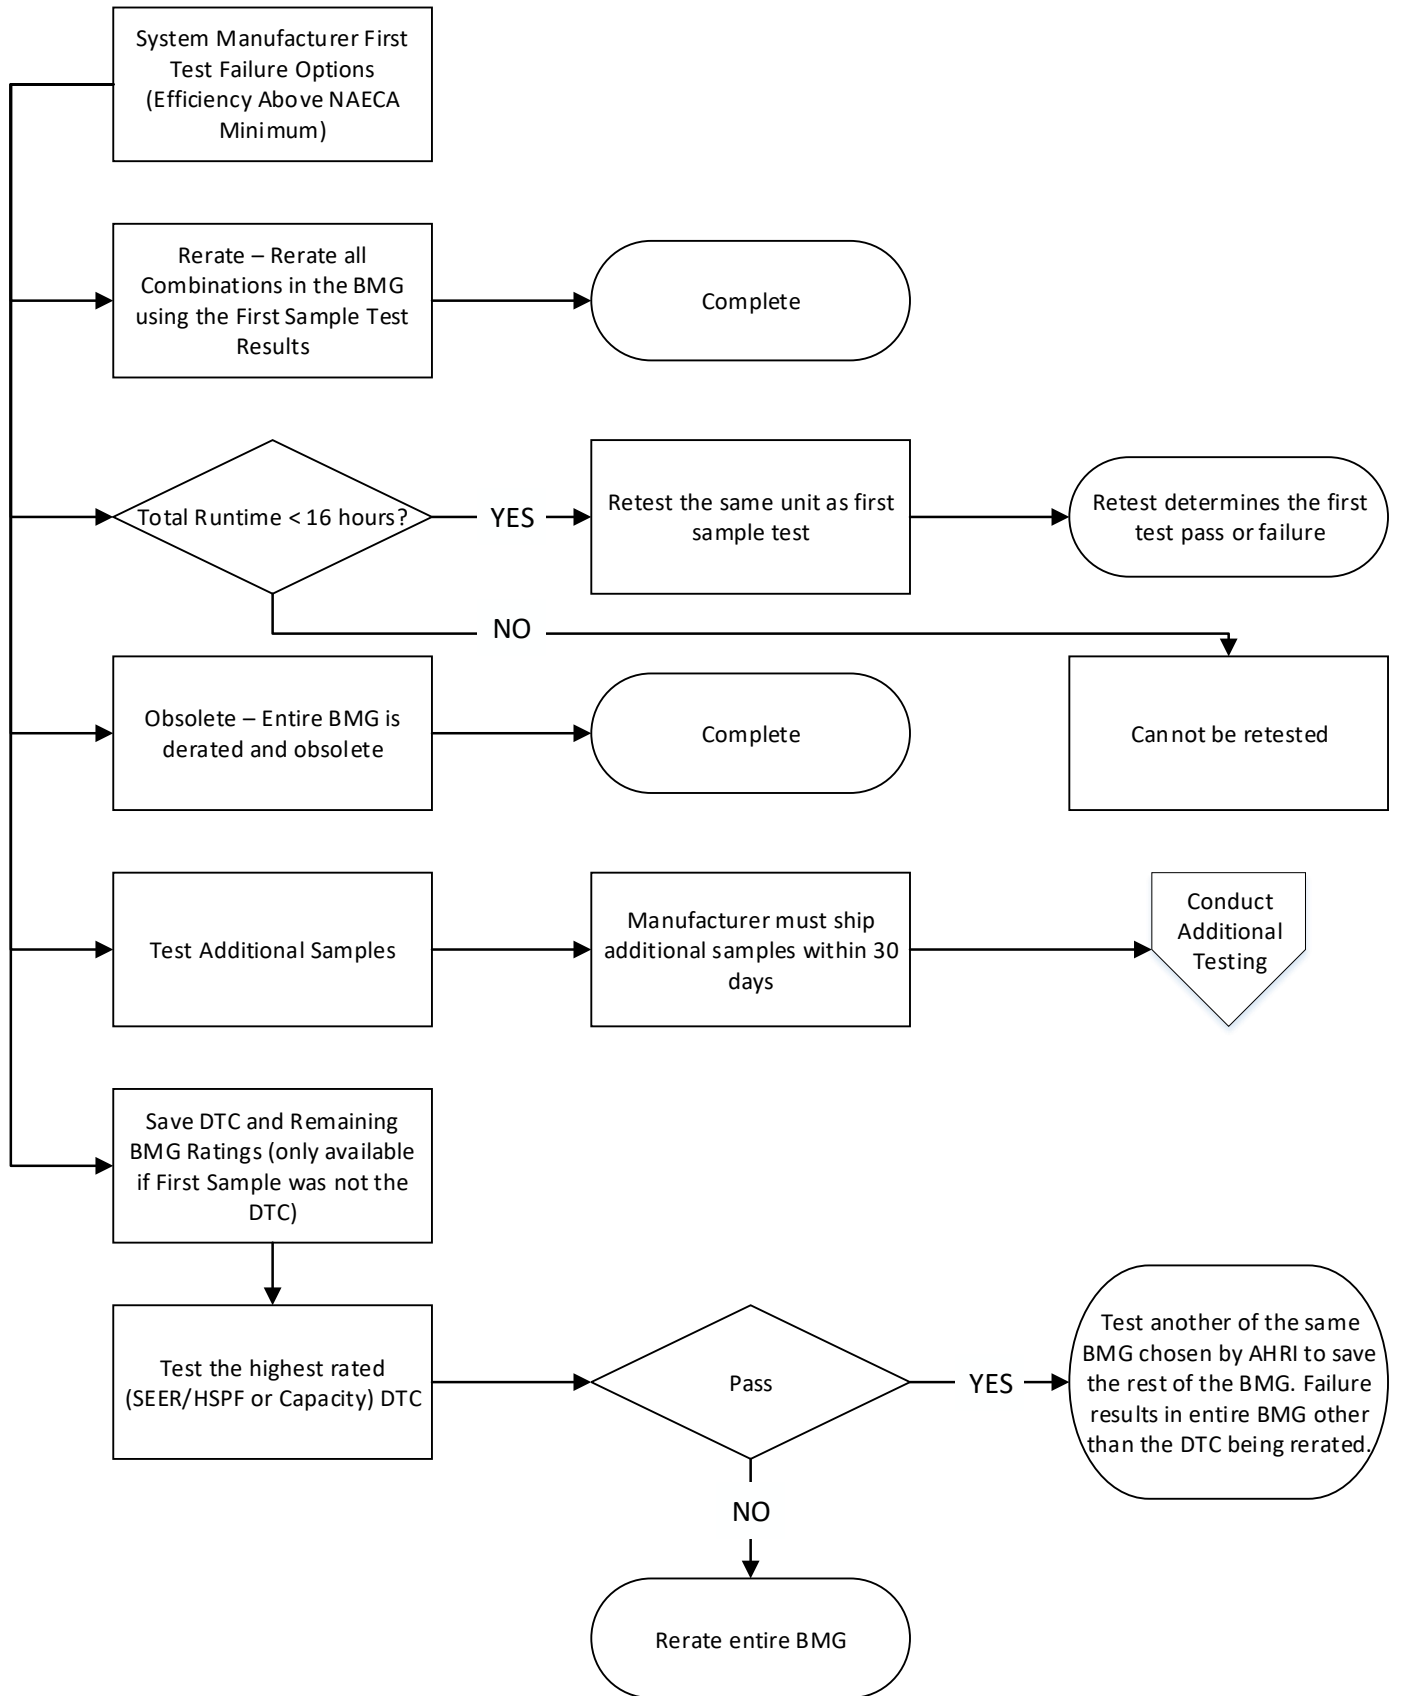 System Manufacturer First
Test Failure Options
(Efficiency Above NAECA
Minimum)
Rerate – Rerate all
Combinations in the BMG
using the First Sample Test
Results
Complete
Total Runtime < 16 hours?
YES
Retest the same unit as first
sample test
Retest determines the first
test pass or failure
NO
Obsolete – Entire BMG is
derated and obsolete
Complete
Cannot be retested
Test Additional Samples
Manufacturer must ship
additional samples within 30
days
Conduct
Additional
Testing
Save DTC and Remaining
BMG Ratings (only available
if First Sample was not the
DTC)
Test the highest rated
(SEER/HSPF or Capacity) DTC
Pass
YES
Test another of the same
BMG chosen by AHRI to save
the rest of the BMG. Failure
results in entire BMG other
than the DTC being rerated.
NO
Rerate entire BMG